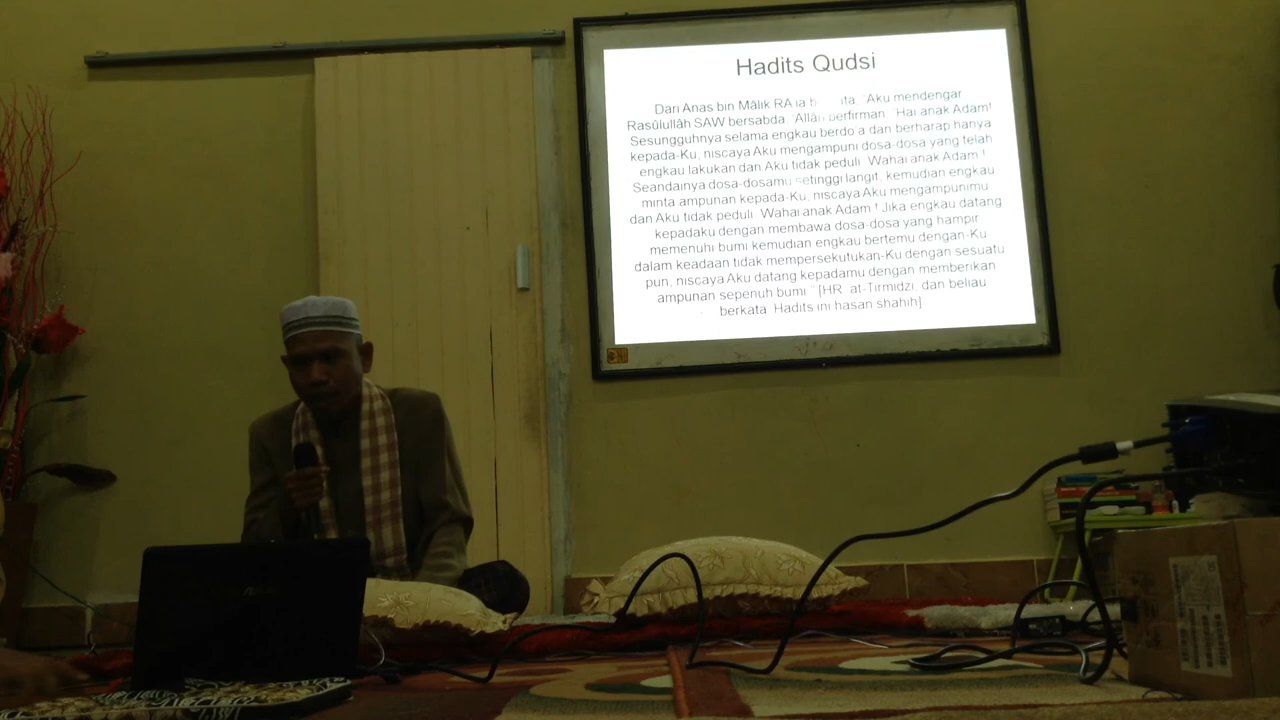 Hadits Qudsi
Dari Anas bin Mâlik RA ia b ata, "Aku mendengar
Rasûlullâh SAW bersabda, 'Allâh berfirman, "Hai anak Adam!
Sesungguhnya selama engkau berdo'a dan berharap hanya
kepada-Ku, niscaya Aku mengampuni dosa-dosa yang telah
engkau lakukan dan Aku tidak peduli. Wahai anak Adam !
Seandainya dosa-dosamu setinggi langit, kemudian engkau
minta ampunan kepada-Ku, niscaya Aku mengampunimu
dan Aku tidak peduli. Wahai anak Adam ! Jika engkau datang
kepadaku dengan membawa dosa-dosa yang hampir
memenuhi bumi kemudian engkau bertemu dengan-Ku
dalam keadaan tidak mempersekutukan-Ku dengan sesuatu
pun, niscaya Aku datang kepadamu dengan memberikan
ampunan sepenuh bumi." [HR. at-Tirmidzi, dan beliau
berkata: Hadits ini hasan shahih]